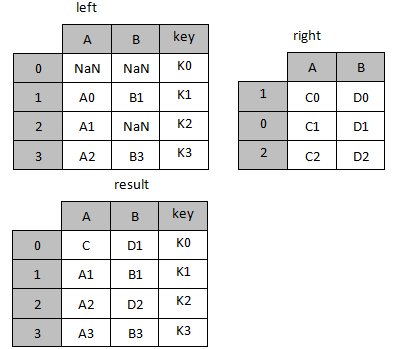 left
A B key
0 NaN NaN K0
1 A0 B1 K1
2 A1 NaN K2
3 A2 B3 K3
right
A B
1 C0 D0
0 C1 D1
2 C2 D2
result
A B key
0 C D1 K0
1 A1 B1 K1
2 A2 D2 K2
3 A3 B3 K3